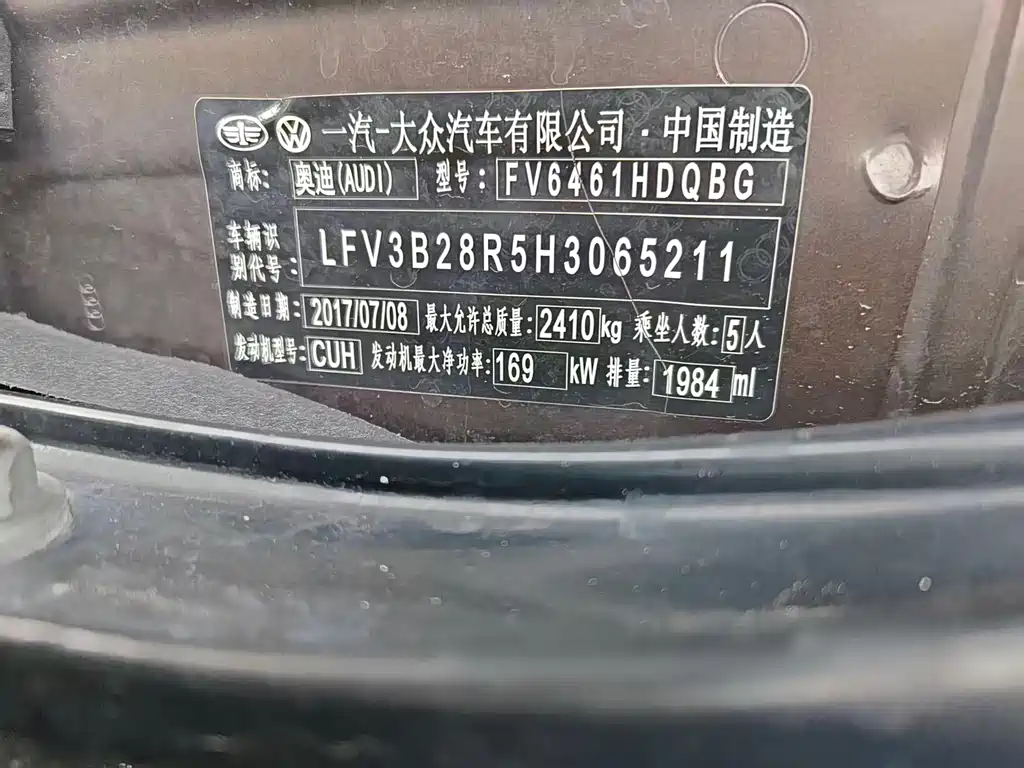 一汽-大众汽车有限公司·中国制造
商标: 奥迪(AUDI) 型号: FV6461HDQBG
车辆识别代号: LFV3B28R5H3065211
制造日期: 2017/07/08 最大允许总质量: 2410kg 乘坐人数: 5人
发动机型号: CUH 发动机最大净功率: 169 kW 排量: 1984 ml